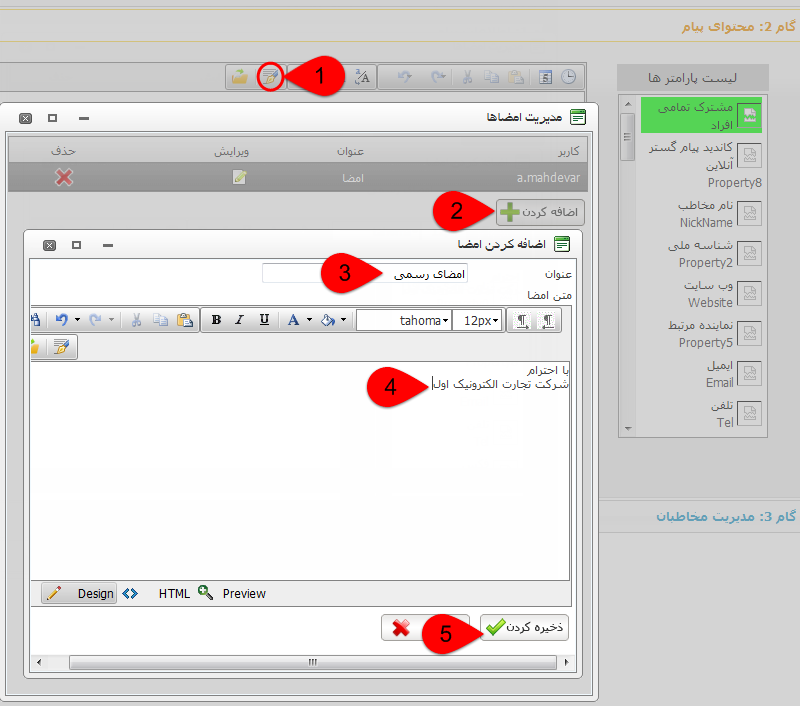 گام 2: محتوای پیام
1
لیست پارامتر ها
مشترک تمامی
افراد
کاندید پیام گستر
آنلاین
Property8
نام مخاطب
NickName
شناسه ملی
Property2
وب سایت
Website
نماینده مرتبط
Property5
ایمیل
Email
تلفن
Tel
گام 3: مدیریت مخاطبان
مدیریت امضاها
کاربر عنوان ویرایش حذف
a.mahdevar امضا
اضافه کردن
2
اضافه کردن امضا
عنوان امضای رسمی
3
متن امضا
B I U A tahoma 12px
با احترام
شرکت تجارت الکترونیک اول
4
Design HTML Preview
ذخیره کردن
5